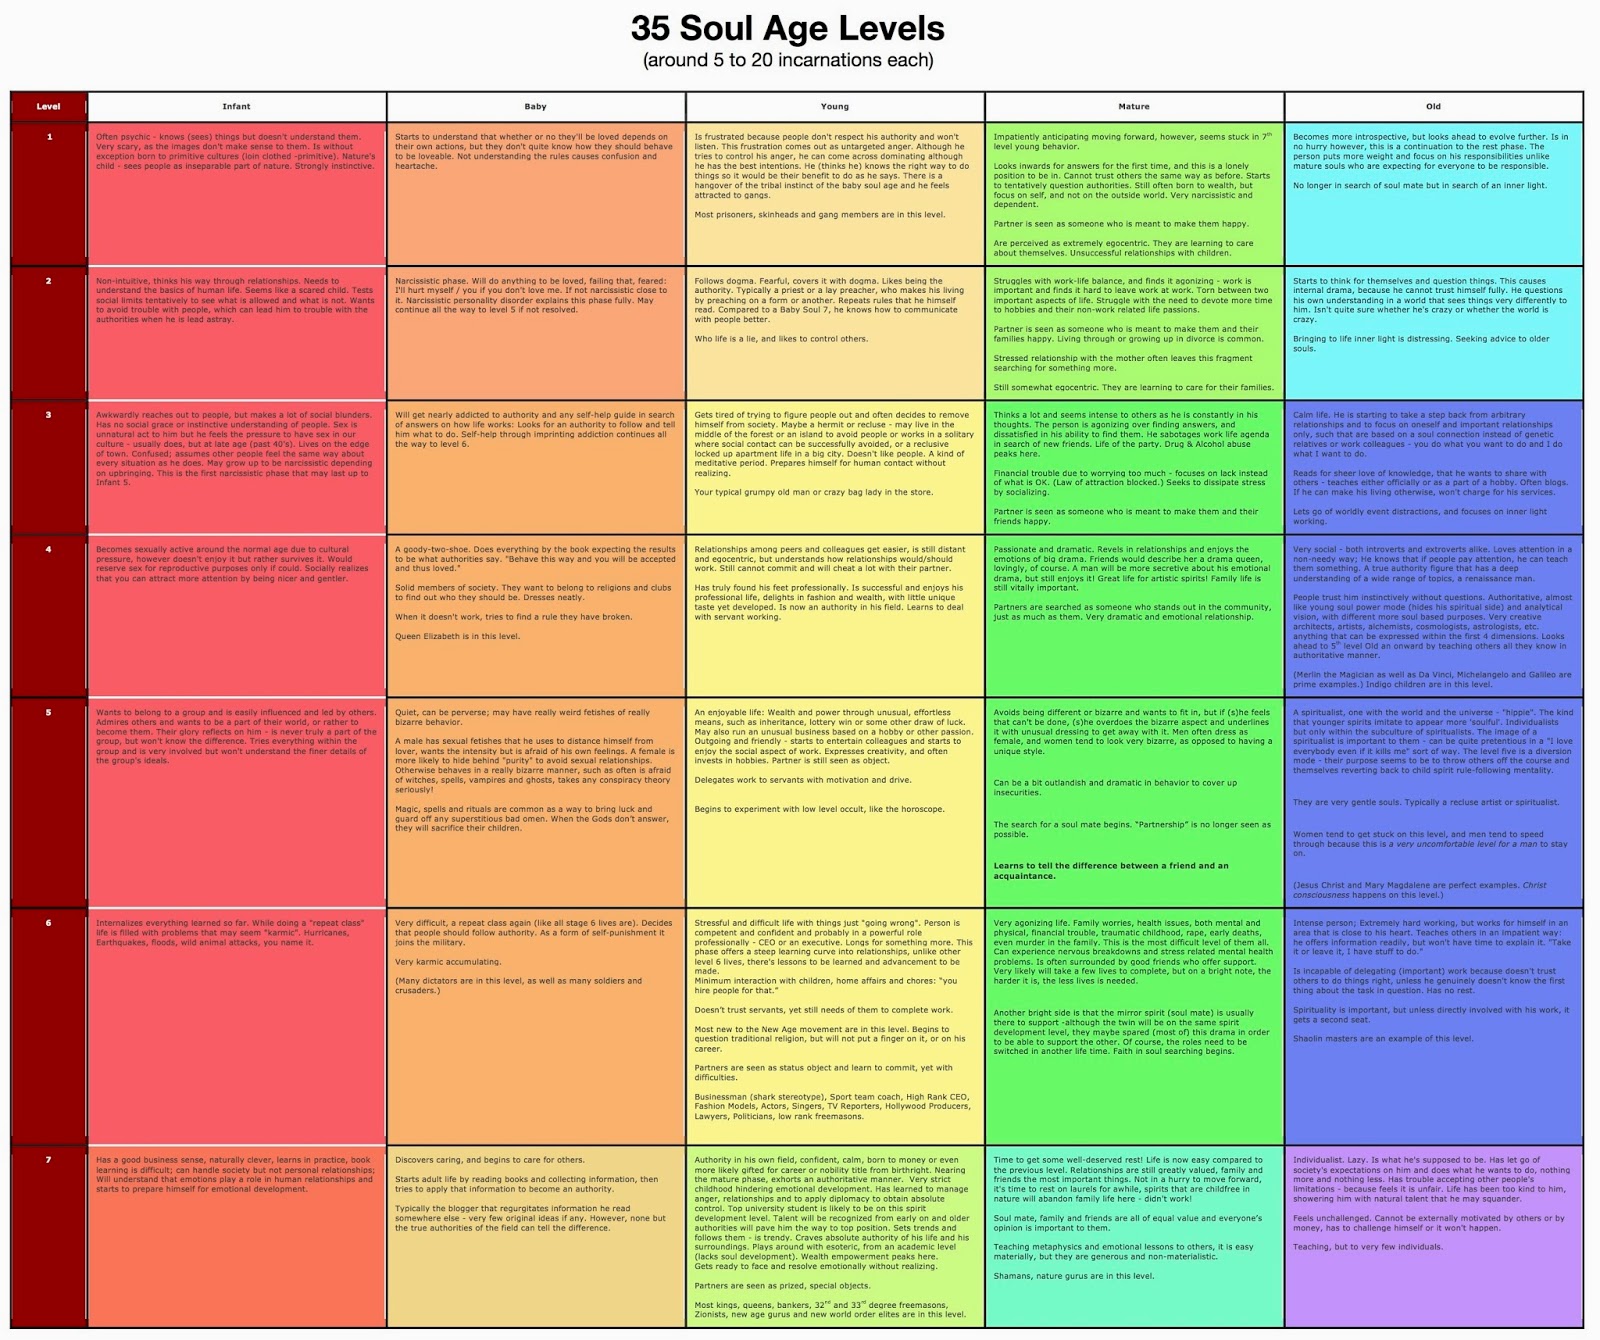 35 Soul Age Levels
(around 5 to 20 incarnations each)
Level
Infant
Baby
Young
Mature
Old
1
Often psychic - knows (sees) things but doesn't understand them.
Very scary, as the images don't make sense to them. Is without
exception born to primitive cultures (loin clothed -primitive). Nature's
child - sees people as inseparable part of nature. Strongly instinctive.
Starts to understand that whether or no they'll be loved depends on
their own actions, but they don't quite know how they should behave
to be loveable. Not understanding the rules causes confusion and
heartache.
Is frustrated because people don't respect his authority and won't
listen. This frustration comes out as untargeted anger. Although he
tries to control his anger, he can come across dominating although
he has the best intentions. He (thinks he) knows the right way to do
things so it would be their benefit to do as he says. There is a
hangover of the tribal instinct of the baby soul age and he feels
attracted to gangs.
Most prisoners, skinheads and gang members are in this level.
Impatiently anticipating moving forward, however, seems stuck in 7th
level young behavior.
Looks inwards for answers for the first time, and this is a lonely
position to be in. Cannot trust others the same way as before. Starts
to tentatively question authorities. Still often born to wealth, but
focus on self, and not on the outside world. Very narcissistic and
dependent.
Partner is seen as someone who is meant to make them happy.
Are perceived as extremely egocentric. They are learning to care
about themselves. Unsuccessful relationships with children.
Becomes more introspective, but looks ahead to evolve further. Is in
no hurry however, this is a continuation to the rest phase. The
person puts more weight and focus on his responsibilities unlike
mature souls who are expecting for everyone to be responsible.
No longer in search of soul mate but in search of an inner light.
2
Non-intuitive, thinks his way through relationships. Needs to
understand the basics of human life. Seems like a scared child. Tests
social limits tentatively to see what is allowed and what is not. Wants
to avoid trouble with people, which can lead him to trouble with the
authorities when he is lead astray.
Narcissistic phase. Will do anything to be loved, failing that, feared:
I'll hurt myself / you if you don't love me. If not narcissistic close to
it. Narcissistic personality disorder explains this phase fully. May
continue all the way to level 5 if not resolved.
Follows dogma. Fearful, covers it with dogma. Likes being the
authority. Typically a priest or a lay preacher, who makes his living
by preaching on a form or another. Repeats rules that he himself
read. Compared to a Baby Soul 7, he knows how to communicate
with people better.
Who life is a lie, and likes to control others.
Struggles with work-life balance, and finds it agonizing - work is
important and finds it hard to leave work at work. Torn between two
important aspects of life. Struggle with the need to devote more time
to hobbies and their non-work related life passions.
Partner is seen as someone who is meant to make them and their
families happy. Living through or growing up in divorce is common.
Stressed relationship with the mother often leaves this fragment
searching for something more.
Still somewhat egocentric. They are learning to care for their families.
Starts to think for themselves and question things. This causes
internal drama, because he cannot trust himself fully. He questions
his own understanding in a world that sees things very differently to
him. Isn't quite sure whether he's crazy or whether the world is
crazy.
Bringing to life inner light is distressing. Seeking advice to older
souls.
3
Awkwardly reaches out to people, but makes a lot of social blunders.
Has no social grace or instinctive understanding of people. Sex is
unnatural act to him but he feels the pressure to have sex in our
culture - usually does, but at late age (past 40's). Lives on the edge
of town. Confused; assumes other people feel the same way about
every situation as he does. May grow up to be narcissistic depending
on upbringing. This is the first narcissistic phase that may last up to
Infant 5.
Will get nearly addicted to authority and any self-help guide in search
of answers on how life works: Looks for an authority to follow and tell
him what to do. Self-help through imprinting addiction continues all
the way to level 6.
Gets tired of trying to figure people out and often decides to remove
himself from society. Maybe a hermit or recluse - may live in the
middle of the forest or an island to avoid people or works in a solitary
where social contact can be successfully avoided, or a reclusive
locked up apartment life in a big city. Doesn't like people. A kind of
meditative period. Prepares himself for human contact without
realizing.
Your typical grumpy old man or crazy bag lady in the store.
Thinks a lot and seems intense to others as he is constantly in his
thoughts. The person is agonizing over finding answers, and
dissatisfied in his ability to find them. He sabotages work life agenda
in search of new friends. Life of the party. Drug & Alcohol abuse
peaks here.
Financial trouble due to worrying too much - focuses on lack instead
of what is OK. (Law of attraction blocked.) Seeks to dissipate stress
by socializing.
Partner is seen as someone who is meant to make them and their
friends happy.
Calm life. He is starting to take a step back from arbitrary
relationships and to focus on oneself and important relationships
only, such that are based on a soul connection instead of genetic
relatives or work colleagues - you do what you want to do and I do
what I want to do.
Reads for sheer love of knowledge, that he wants to share with
others - teaches either officially or as a part of a hobby. Often blogs.
If he can make his living otherwise, won't charge for his services.
Lets go of worldly event distractions, and focuses on inner light
working.
4
Becomes sexually active around the normal age due to cultural
pressure, however doesn't enjoy it but rather survives it. Would
reserve sex for reproductive purposes only if could. Socially realizes
that you can attract more attention by being nicer and gentler.
A goody-two-shoe. Does everything by the book expecting the results
to be what authorities say. "Behave this way and you will be accepted
and thus loved."
Solid members of society. They want to belong to religions and clubs
to find out who they should be. Dresses neatly.
When it doesn't work, tries to find a rule they have broken.
Queen Elizabeth is in this level.
Relationships among peers and colleagues get easier, is still distant
and egocentric, but understands how relationships would/should
work. Still cannot commit and will cheat a lot with their partner.
Has truly found his feet professionally. Is successful and enjoys his
professional life, delights in fashion and wealth, with little unique
taste yet developed. Is now an authority in his field. Learns to deal
with servant working.
Passionate and dramatic. Revels in relationships and enjoys the
emotions of big drama. Friends would describe her a drama queen,
lovingly, of course. A man will be more secretive about his emotional
drama, but still enjoys it! Great life for artistic spirits! Family life is
still vitally important.
Partners are searched as someone who stands out in the community,
just as much as them. Very dramatic and emotional relationship.
Very social - both introverts and extroverts alike. Loves attention in a
non-needy way; He knows that if people pay attention, he can teach
them something. A true authority figure that has a deep
understanding of a wide range of topics, a renaissance man.
People trust him instinctively without questions. Authoritative, almost
like young soul power mode (hides his spiritual side) and analytical
vision, with different more soul based purposes. Very creative
architects, artists, alchemists, cosmologists, astrologists, etc.
anything that can be expressed within the first 4 dimensions. Looks
ahead to 5th level Old an onward by teaching others all they know in
authoritative manner.
(Merlin the Magician as well as Da Vinci, Michelangelo and Galileo are
prime examples.) Indigo children are in this level.
5
Wants to belong to a group and is easily influenced and led by others.
Admires others and wants to be a part of their world, or rather to
become them. Their glory reflects on him - is never truly a part of the
group, but won't know the difference. Tries everything within the
group and is very involved but won't understand the finer details of
the group's ideals.
Quiet, can be perverse; may have really weird fetishes of really
bizarre behavior.
A male has sexual fetishes that he uses to distance himself from
lover, wants the intensity but is afraid of his own feelings. A female is
more likely to hide behind "purity" to avoid sexual relationships.
Otherwise behaves in a really bizarre manner, such as often is afraid
of witches, spells, vampires and ghosts, takes any conspiracy theory
seriously!
Magic, spells and rituals are common as a way to bring luck and
guard off any superstitious bad omen. When the Gods don't answer,
they will sacrifice their children.
An enjoyable life: Wealth and power through unusual, effortless
means, such as inheritance, lottery win or some other draw of luck.
May also run an unusual business based on a hobby or other passion.
Outgoing and friendly - starts to entertain colleagues and starts to
enjoy the social aspect of work. Expresses creativity, and often
invests in hobbies. Partner is still seen as object.
Delegates work to servants with motivation and drive.
Begins to experiment with low level occult, like the horoscope.
Avoids being different or bizarre and wants to fit in, but if (s)he feels
that can't be done, (s)he overdoes the bizarre aspect and underlines
it with unusual dressing to get away with it. Men often dress as
female, and women tend to look very bizarre, as opposed to having a
unique style.
Can be a bit outlandish and dramatic in behavior to cover up
insecurities.
The search for a soul mate begins. "Partnership" is no longer seen as
possible.
Learns to tell the difference between a friend and an
acquaintance.
A spiritualist, one with the world and the universe - "hippie". The kind
that younger spirits imitate to appear more 'soulful'. Individualists
but only within the subculture of spiritualists. The image of a
spiritualist is important to them - can be quite pretentious in a "I love
everybody even if it kills me" sort of way. The level five is a diversion
mode - their purpose seems to be to throw others off the course and
themselves reverting back to child spirit rule-following mentality.
They are very gentle souls. Typically a recluse artist or spiritualist.
Women tend to get stuck on this level, and men tend to speed
through because this is a very uncomfortable level for a man to stay
on.
(Jesus Christ and Mary Magdalene are perfect examples. Christ
consciousness happens on this level.)
6
Internalizes everything learned so far. While doing a "repeat class"
life is filled with problems that may seem "karmic". Hurricanes,
Earthquakes, floods, wild animal attacks, you name it.
Very difficult, a repeat class again (like all stage 6 lives are). Decides
that people should follow authority. As a form of self-punishment it
joins the military.
Very karmic accumulating.
(Many dictators are in this level, as well as many soldiers and
crusaders.)
Stressful and difficult life with things just "going wrong". Person is
competent and confident and probably in a powerful role
professionally - CEO or an executive. Longs for something more. This
phase offers a steep learning curve into relationships, unlike other
level 6 lives, there's lessons to be learned and advancement to be
made.
Minimum interaction with children, home affairs and chores: "you
hire people for that."
Doesn't trust servants, yet still needs of them to complete work.
Most new to the New Age movement are in this level. Begins to
question traditional religion, but will not put a finger on it, or on his
career.
Partners are seen as status object and learn to commit, yet with
difficulties.
Businessman (shark stereotype), Sport team coach, High Rank CEO,
Fashion Models, Actors, Singers, TV Reporters, Hollywood Producers,
Lawyers, Politicians, low rank freemasons.
Very agonizing life. Family worries, health issues, both mental and
physical, financial trouble, traumatic childhood, rape, early deaths,
even murder in the family. This is the most difficult level of them all.
Can experience nervous breakdowns and stress related mental health
problems. Is often surrounded by good friends who offer support.
Very likely will take a few lives to complete, but on a bright note, the
harder it is, the less lives is needed.
Another bright side is that the mirror spirit (soul mate) is usually
there to support -although the twin will be on the same spirit
development level, they maybe spared (most of) this drama in order
to be able to support the other. Of course, the roles need to be
switched in another life time. Faith in soul searching begins.
Intense person; Extremely hard working, but works for himself in an
area that is close to his heart. Teaches others in an impatient way:
he offers information readily, but won't have time to explain it. "Take
it or leave it, I have stuff to do."
Is incapable of delegating (important) work because doesn't trust
others to do things right, unless he genuinely doesn't know the first
thing about the task in question. Has no rest.
Spirituality is important, but unless directly involved with his work, it
gets a second seat.
Shaolin masters are an example of this level.
7
Has a good business sense, naturally clever, learns in practice, book
learning is difficult; can handle society but not personal relationships;
Will understand that emotions play a role in human relationships and
starts to prepare himself for emotional development.
Discovers caring, and begins to care for others.
Starts adult life by reading books and collecting information, then
tries to apply that information to become an authority.
Typically the blogger that regurgitates information he read
somewhere else - very few original ideas if any. However, none but
the true authorities of the field can tell the difference.
Authority in his own field, confident, calm, born to money or even
more likely gifted for career or nobility title from birthright. Nearing
the mature phase, exhorts an authoritative manner.  Very strict
childhood hindering emotional development. Has learned to manage
anger, relationships and to apply diplomacy to obtain absolute
control. Top university student is likely to be on this spirit
development level. Talent will be recognized from early on and older
authorities will pave him the way to top position. Sets trends and
follows them - is trendy. Craves absolute authority of his life and his
surroundings. Plays around with esoteric, from an academic level
(lacks soul development). Wealth empowerment peaks here.
Gets ready to face and resolve emotionally without realizing.
Partners are seen as prized, special objects.
Most kings, queens, bankers, 32nd and 33rd degree freemasons,
Zionists, new age gurus and new world order elites are in this level.
Time to get some well-deserved rest! Life is now easy compared to
the previous level. Relationships are still greatly valued, family and
friends the most important things. Not in a hurry to move forward,
it's time to rest on laurels for awhile, spirits that are childfree in
nature will abandon family life here - didn't work!
Soul mate, family and friends are all of equal value and everyone's
opinion is important to them.
Teaching metaphysics and emotional lessons to others, it is easy
materially, but they are generous and non-materialistic.
Shamans, nature gurus are in this level.
Individualist. Lazy. Is what he's supposed to be. Has let go of
society's expectations on him and does what he wants to do, nothing
more and nothing less. Has trouble accepting other people's
limitations - because feels it is unfair. Life has been too kind to him,
showering him with natural talent that he may squander.
Feels unchallenged. Cannot be externally motivated by others or by
money, has to challenge himself or it won't happen.
Teaching, but to very few individuals.